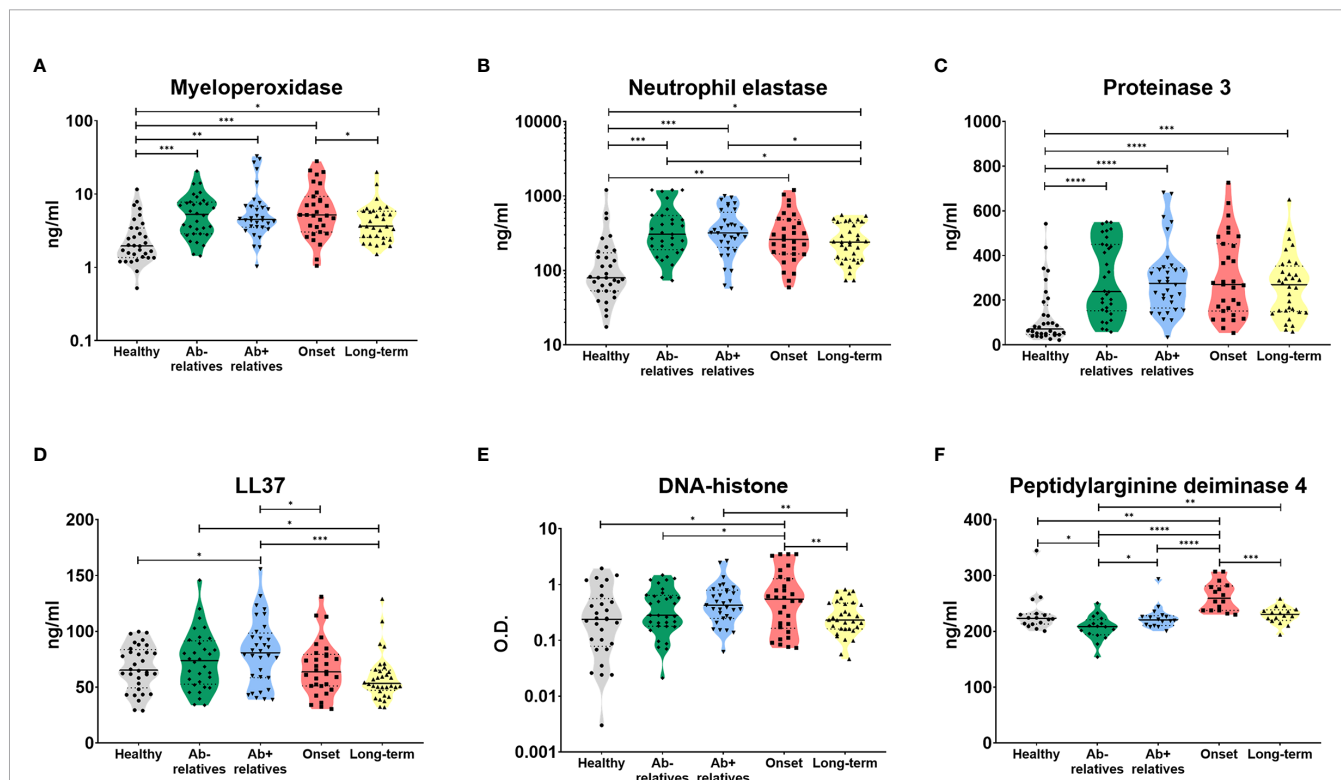 A
Myeloperoxidase
*
***
**
*
***
100
10
1
0.1
ng/ml
Healthy
Ab-
relatives
Ab+
relatives
Onset
Long-term
B
Neutrophil elastase
*
***
***
*
*
**
10000
1000
100
10
ng/ml
Healthy
Ab-
relatives
Ab+
relatives
Onset
Long-term
C
Proteinase 3
***
****
****
****
1000
800
600
400
200
0
ng/ml
Healthy
Ab-
relatives
Ab+
relatives
Onset
Long-term
D
LL37
*
*
***
*
200
150
100
50
0
ng/ml
Healthy
Ab-
relatives
Ab+
relatives
Onset
Long-term
E
DNA-histone
**
*
*
**
10
1
0.1
0.01
0.001
O.D.
Healthy
Ab-
relatives
Ab+
relatives
Onset
Long-term
F
Peptidylarginine deiminase 4
**
**
****
*
****
*
***
400
300
200
100
0
ng/ml
Healthy
Ab-
relatives
Ab+
relatives
Onset
Long-term